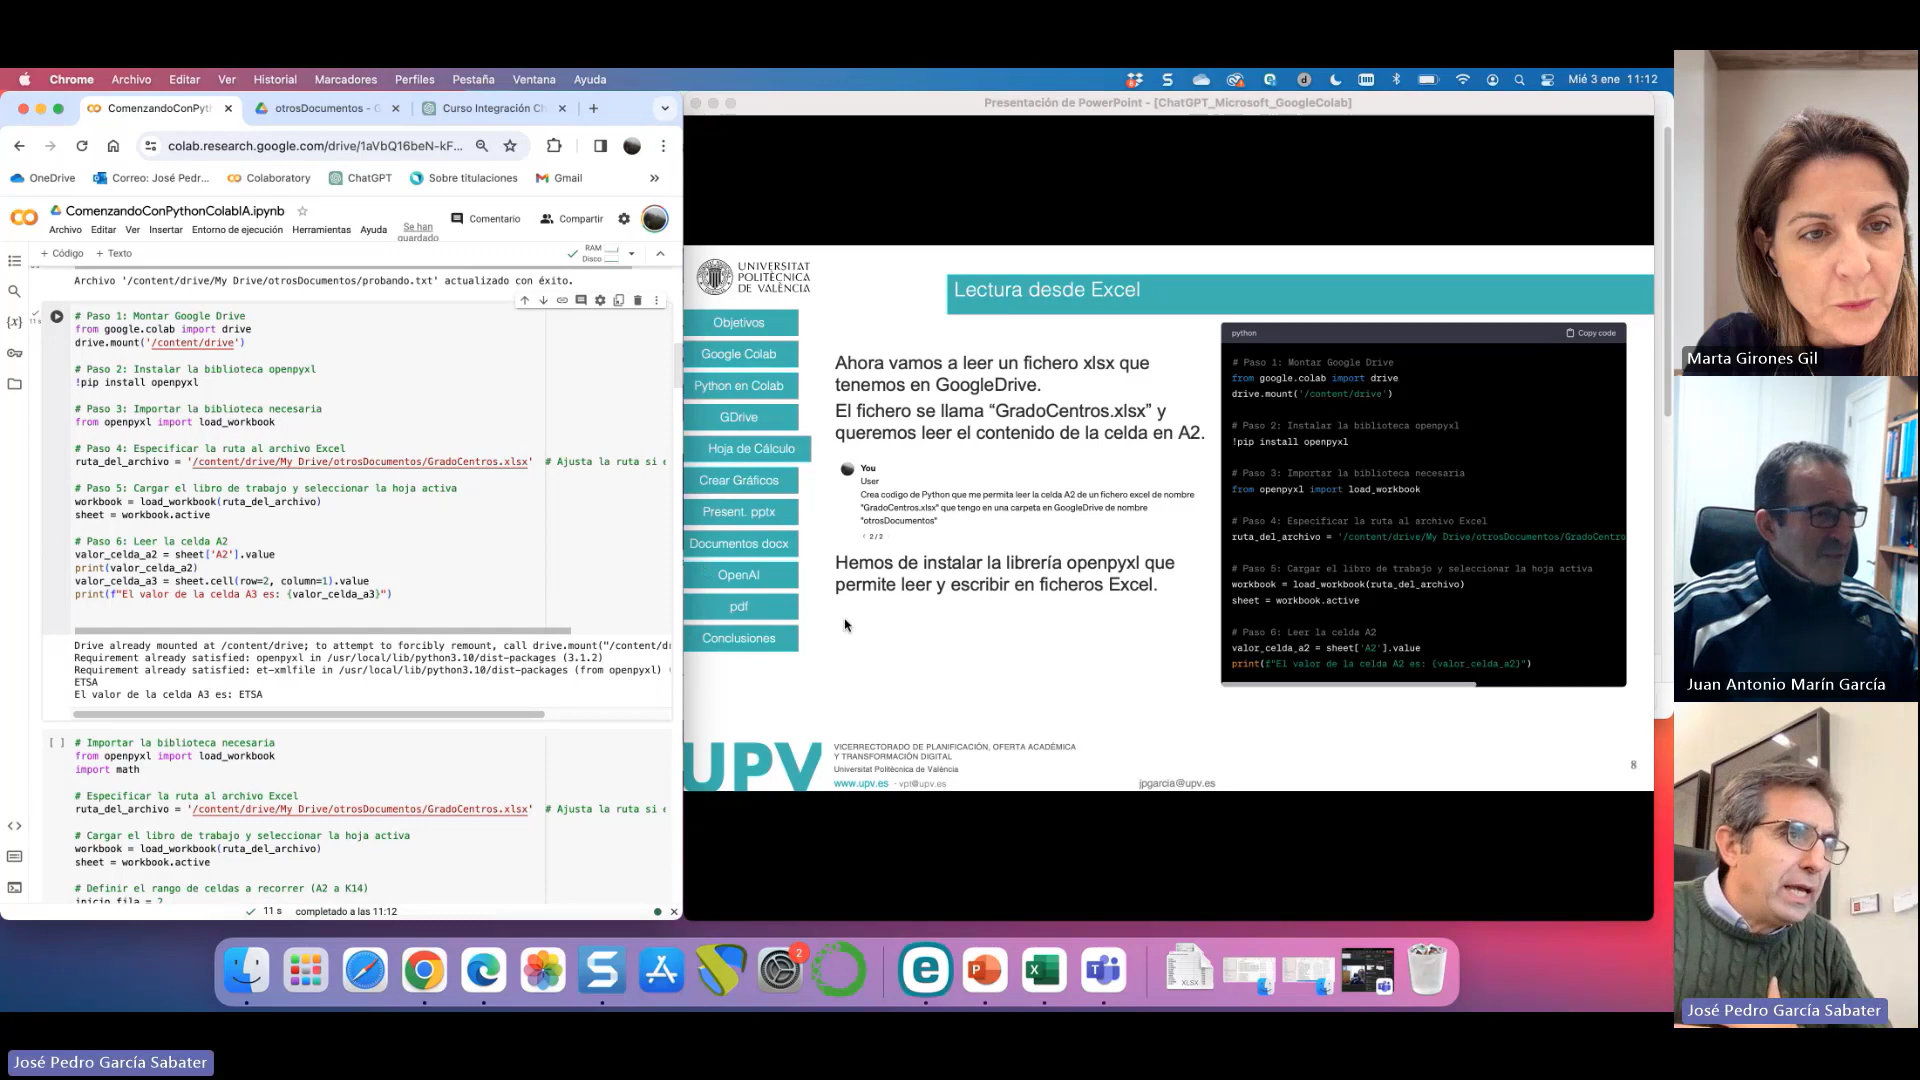 Chrome Archivo Editar Ver Historial Marcadores Perfiles Pestaña Ventana Ayuda
Mié 3 ene 11:12
ComenzandoConPyth
otrosDocumentos - G
Curso Integración Ch
colab.research.google.com/drive/1aVbQ16beN-kF...
OneDrive
Correo: José Pedr...
Colaboratory
ChatGPT
Sobre titulaciones
Gmail
ComenzandoConPythonColabIA.ipynb
Comentario
Compartir
Archivo Editar Ver Insertar Entorno de ejecución Herramientas Ayuda
Se han guardado
+ Código + Texto
RAM
Disco
Archivo '/content/drive/My Drive/otrosDocumentos/probando.txt' actualizado con éxito.
11 s
# Paso 1: Montar Google Drive
from google.colab import drive
drive.mount('/content/drive')
# Paso 2: Instalar la biblioteca openpyxl
!pip install openpyxl
# Paso 3: Importar la biblioteca necesaria
from openpyxl import load_workbook
# Paso 4: Especificar la ruta al archivo Excel
ruta_del_archivo = '/content/drive/My Drive/otrosDocumentos/GradoCentros.xlsx' # Ajusta la ruta si e
# Paso 5: Cargar el libro de trabajo y seleccionar la hoja activa
workbook = load_workbook(ruta_del_archivo)
sheet = workbook.active
# Paso 6: Leer la celda A2
valor_celda_a2 = sheet['A2'].value
print(valor_celda_a2)
valor_celda_a3 = sheet.cell(row=2, column=1).value
print(f"El valor de la celda A3 es: {valor_celda_a3}")
Drive already mounted at /content/drive; to attempt to forcibly remount, call drive.mount("/content/dr
Requirement already satisfied: openpyxl in /usr/local/lib/python3.10/dist-packages (3.1.2)
Requirement already satisfied: et-xmlfile in /usr/local/lib/python3.10/dist-packages (from openpyxl) (
ETSA
El valor de la celda A3 es: ETSA
[ ]
# Importar la biblioteca necesaria
from openpyxl import load_workbook
import math
# Especificar la ruta al archivo Excel
ruta_del_archivo = '/content/drive/My Drive/otrosDocumentos/GradoCentros.xlsx' # Ajusta la ruta si e
# Cargar el libro de trabajo y seleccionar la hoja activa
workbook = load_workbook(ruta_del_archivo)
sheet = workbook.active
# Definir el rango de celdas a recorrer (A2 a K14)
inicio_fila = 2
11 s completado a las 11:12
Presentación de PowerPoint - [ChatGPT_Microsoft_GoogleColab]
UNIVERSITAT
POLITÈCNICA
DE VALÈNCIA
Lectura desde Excel
Objetivos
Google Colab
Python en Colab
GDrive
Hoja de Cálculo
Crear Gráficos
Present. pptx
Documentos docx
OpenAI
pdf
Conclusiones
Ahora vamos a leer un fichero xlsx que
tenemos en GoogleDrive.
El fichero se llama “GradoCentros.xlsx” y
queremos leer el contenido de la celda en A2.
You
User
Crea codigo de Python que me permita leer la celda A2 de un fichero excel de nombre
"GradoCentros.xlsx" que tengo en una carpeta en GoogleDrive de nombre
"otrosDocumentos"
‹ 2/2
Hemos de instalar la librería openpyxl que
permite leer y escribir en ficheros Excel.
python Copy code
# Paso 1: Montar Google Drive
from google.colab import drive
drive.mount('/content/drive')
# Paso 2: Instalar la biblioteca openpyxl
!pip install openpyxl
# Paso 3: Importar la biblioteca necesaria
from openpyxl import load_workbook
# Paso 4: Especificar la ruta al archivo Excel
ruta_del_archivo = '/content/drive/My Drive/otrosDocumentos/GradoCentro
# Paso 5: Cargar el libro de trabajo y seleccionar la hoja activa
workbook = load_workbook(ruta_del_archivo)
sheet = workbook.active
# Paso 6: Leer la celda A2
valor_celda_a2 = sheet['A2'].value
print(f"El valor de la celda A2 es: {valor_celda_a2}")
UPV
VICERRECTORADO DE PLANIFICACIÓN, OFERTA ACADÉMICA
Y TRANSFORMACIÓN DIGITAL
Universitat Politècnica de València
www.upv.es - vpt@upv.es
jpgarcia@upv.es
8
2
XLSX
Marta Girones Gil
Juan Antonio Marín García
José Pedro García Sabater
José Pedro García Sabater